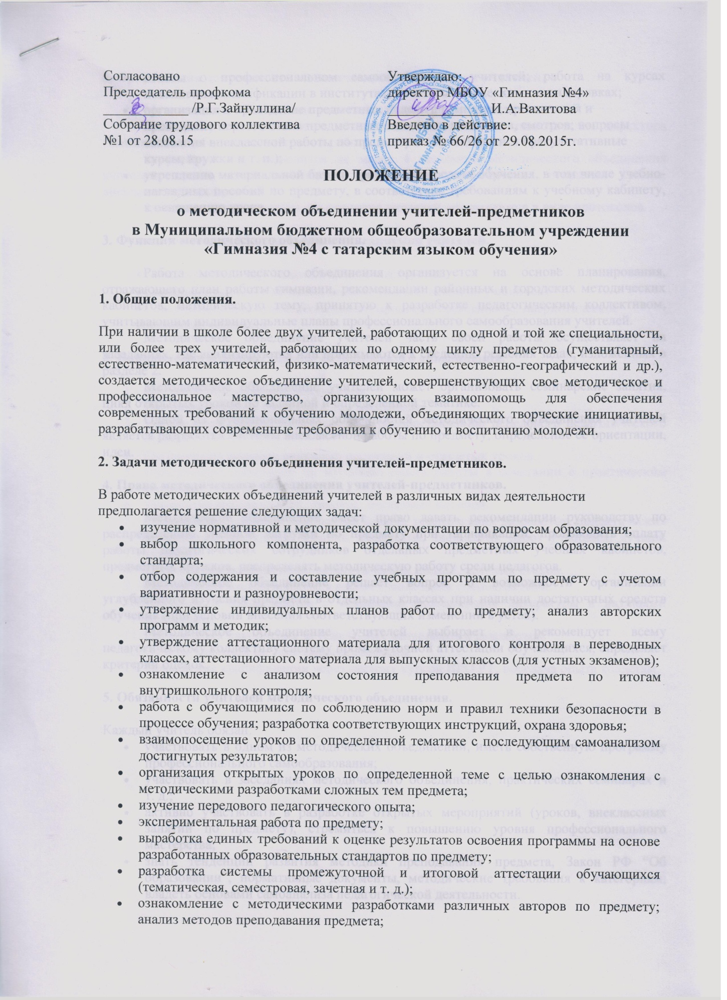 Согласовано
Председатель профкома
____________/Р.Г.Зайнуллина/
Собрание трудового коллектива
№1 от 28.08.15
Утверждаю:
директор МБОУ «Гимназия №4»
______________ И.А.Вахитова
Введено в действие:
приказ № 66/26 от 29.08.2015г.
МБОУ
«Гимназия №4»
ПОЛОЖЕНИЕ
о методическом объединении учителей-предметников
в Муниципальном бюджетном общеобразовательном учреждении
«Гимназия №4 с татарским языком обучения»
1. Общие положения.
При наличии в школе более двух учителей, работающих по одной и той же специальности,
или более трех учителей, работающих по одному циклу предметов (гуманитарный,
естественно-математический, физико-математический, естественно-географический и др.),
создается методическое объединение учителей, совершенствующих свое методическое и
профессиональное мастерство, организующих взаимопомощь для обеспечения
современных требований к обучению молодежи, объединяющих творческие инициативы,
разрабатывающих современные требования к обучению и воспитанию молодежи.
2. Задачи методического объединения учителей-предметников.
В работе методических объединений учителей в различных видах деятельности
предполагается решение следующих задач:
• изучение нормативной и методической документации по вопросам образования;
• выбор школьного компонента, разработка соответствующего образовательного
стандарта;
• отбор содержания и составление учебных программ по предмету с учетом
вариативности и разноуровневости;
• утверждение индивидуальных планов работ по предмету; анализ авторских
программ и методик;
• утверждение аттестационного материала для итогового контроля в переводных
классах, аттестационного материала для выпускных классов (для устных экзаменов);
• ознакомление с анализом состояния преподавания предмета по итогам
внутришкольного контроля;
• работа с обучающимися по соблюдению норм и правил техники безопасности в
процессе обучения; разработка соответствующих инструкций, охрана здоровья;
• взаимопосещение уроков по определенной тематике с последующим самоанализом
достигнутых результатов;
• организация открытых уроков по определенной теме с целью ознакомления с
методическими разработками сложных тем предмета;
• изучение передового педагогического опыта;
• экспериментальная работа по предмету;
• выработка единых требований к оценке результатов освоения программы на основе
разработанных образовательных стандартов по предмету;
• разработка системы промежуточной и итоговой аттестации обучающихся
(тематическая, семестровая, зачетная и т. д.);
• ознакомление с методическими разработками различных авторов по предмету;
анализ методов преподавания предмета;